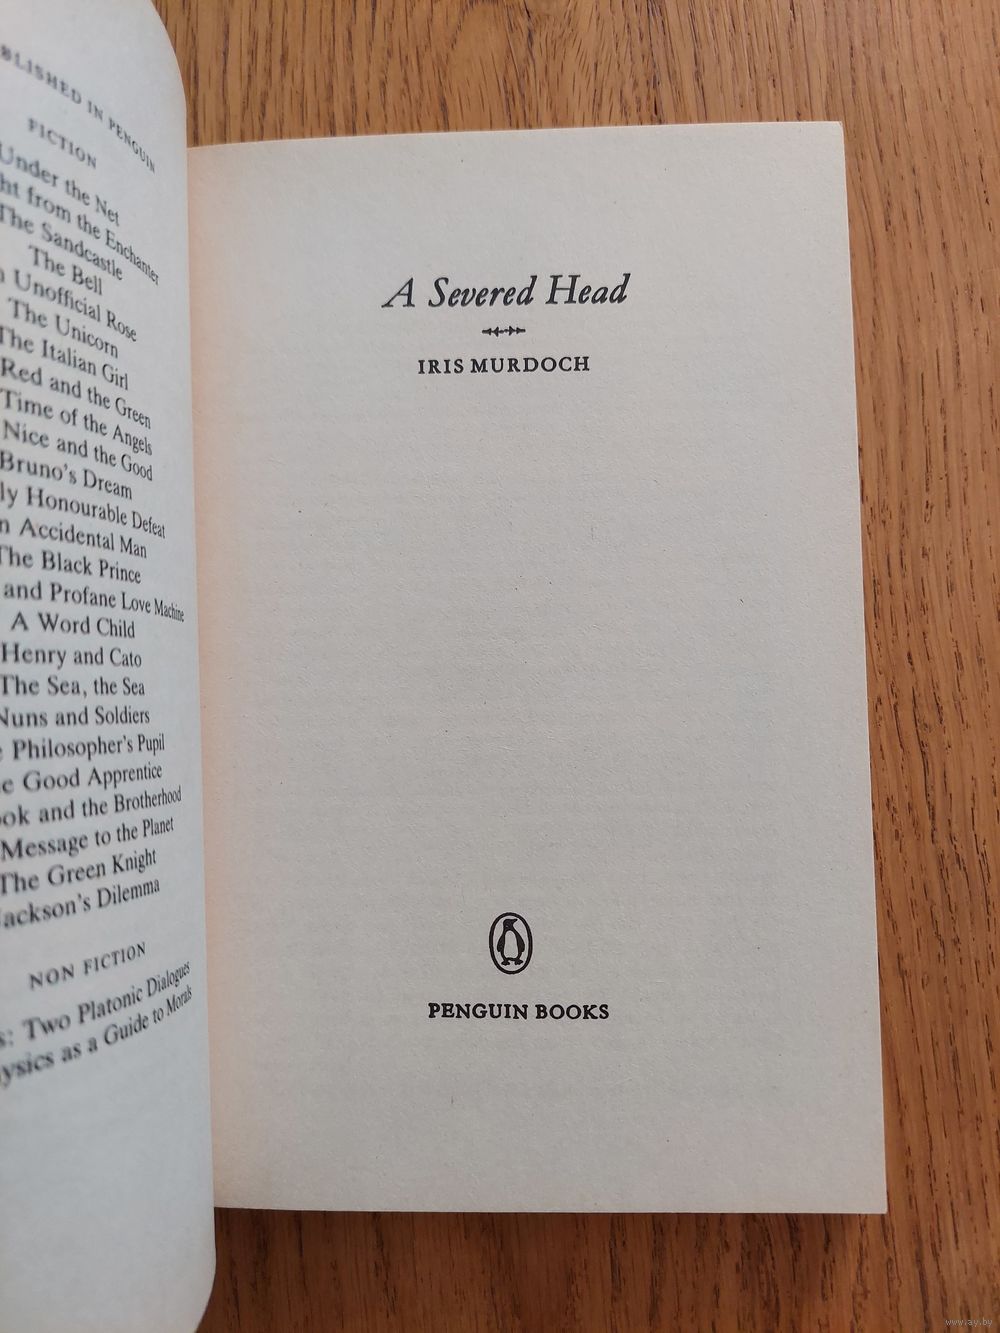 BLISHED IN PENGUIN
FICTION
Under the Net
ht from the Enchanter
The Sandcastle
The Bell
n Unofficial Rose
The Unicorn
The Italian Girl
Red and the Green
Time of the Angels
Nice and the Good
Bruno's Dream
ly Honourable Defeat
n Accidental Man
The Black Prince
and Profane Love Machine
A Word Child
Henry and Cato
The Sea, the Sea
Nuns and Soldiers
e Philosopher's Pupil
e Good Apprentice
ok and the Brotherhood
Message to the Planet
The Green Knight
Jackson's Dilemma
NON FICTION
s: Two Platonic Dialogues
ysics as a Guide to Morals
A Severed Head
IRIS MURDOCH
PENGUIN BOOKS
www.ay.by